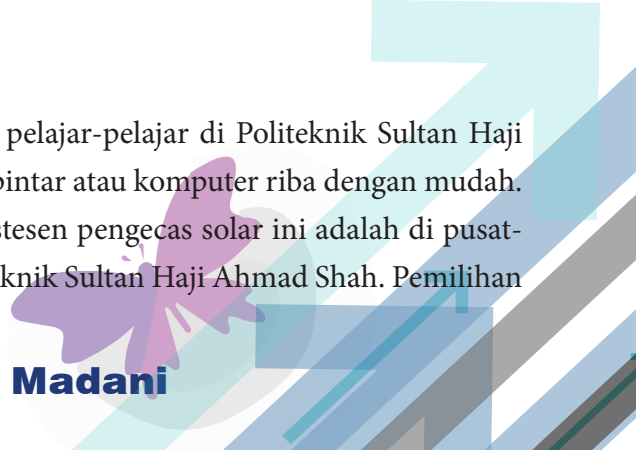 pelajar-pelajar di Politeknik Sultan Haji
pintar atau komputer riba dengan mudah.
stesen pengecas solar ini adalah di pusat-
knik Sultan Haji Ahmad Shah. Pemilihan
Madani